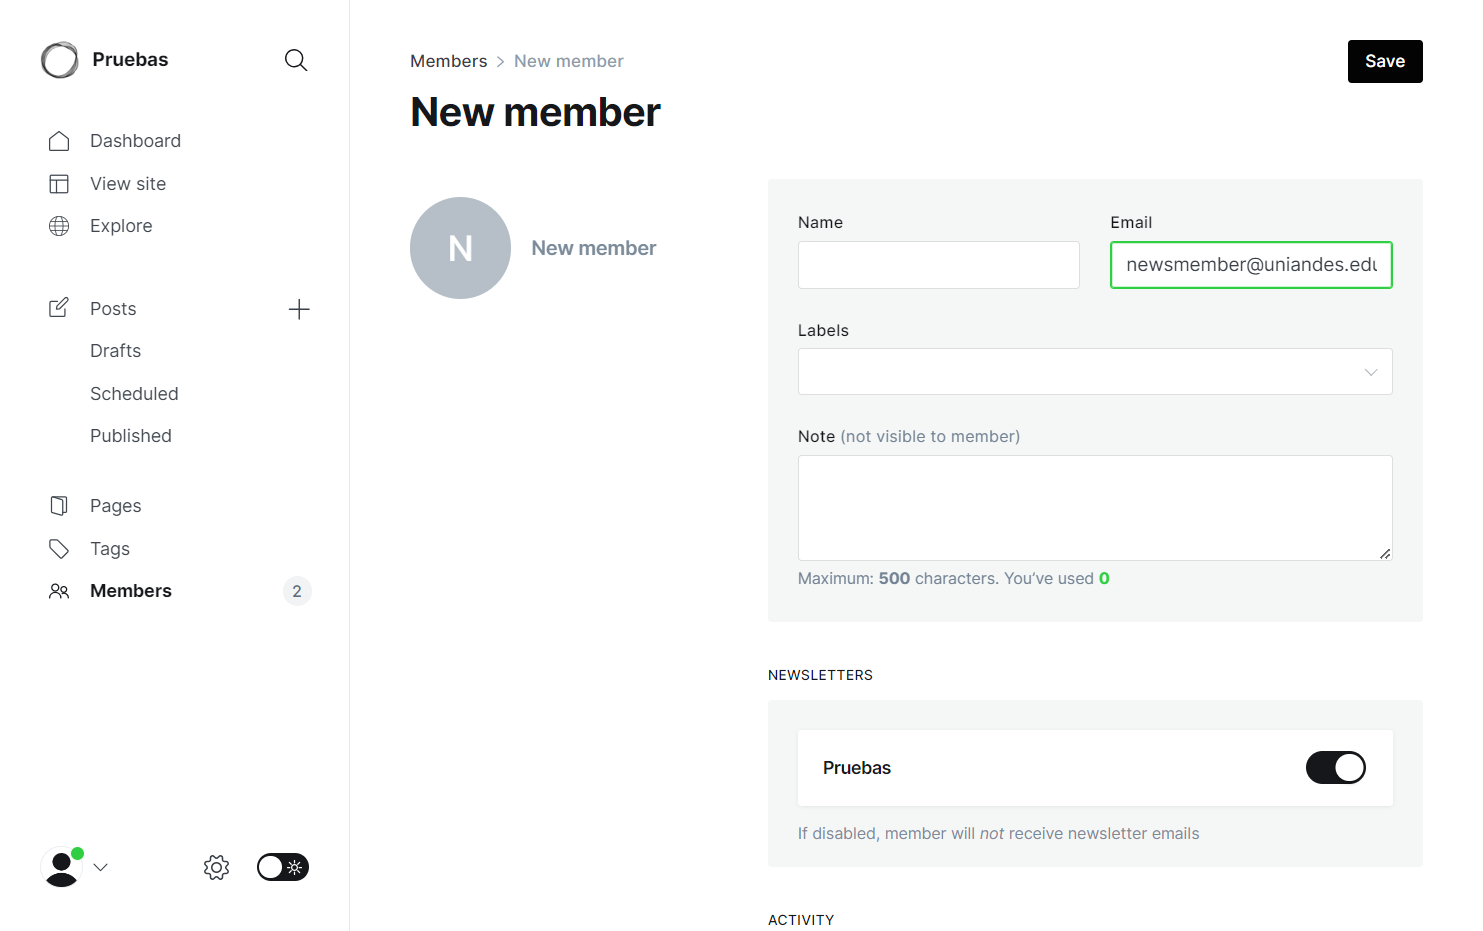 Pruebas
Dashboard
View site
Explore
Posts
Drafts
Scheduled
Published
Pages
Tags
Members 2
Members > New member
Save
New member
N
New member
Name
Email
newsmember@uniandes.edu
Labels
Note (not visible to member)
Maximum: 500 characters. You've used 0
NEWSLETTERS
Pruebas
If disabled, member will not receive newsletter emails
ACTIVITY